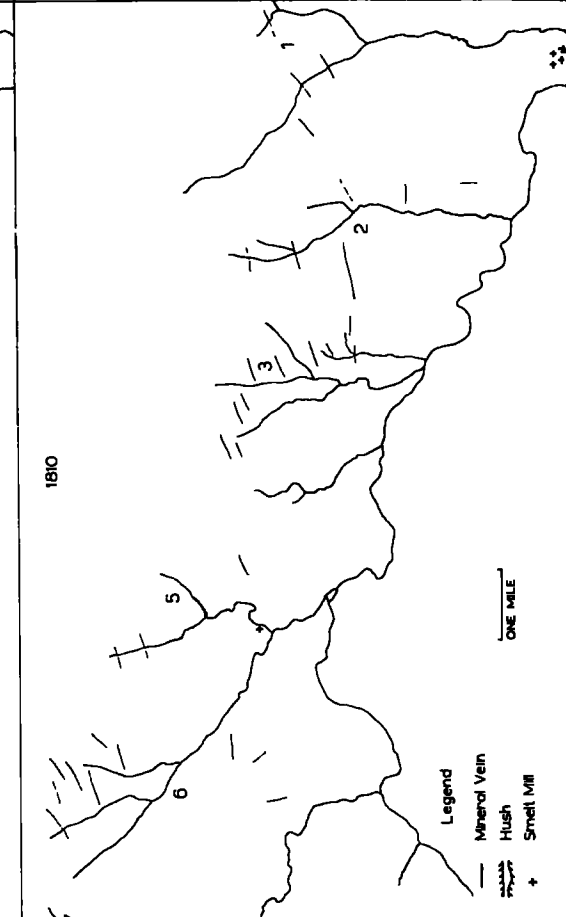 1810
1
2
3
5
6
ONE MILE
Legend
Mineral Vein
Hush
Smelt Mill